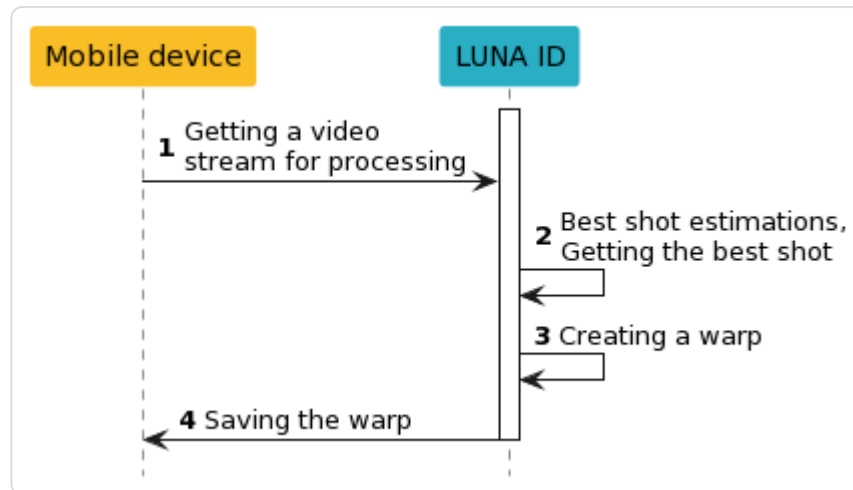 Mobile device
LUNA ID
1 Getting a video
stream for processing
2 Best shot estimations,
Getting the best shot
3 Creating a warp
4 Saving the warp